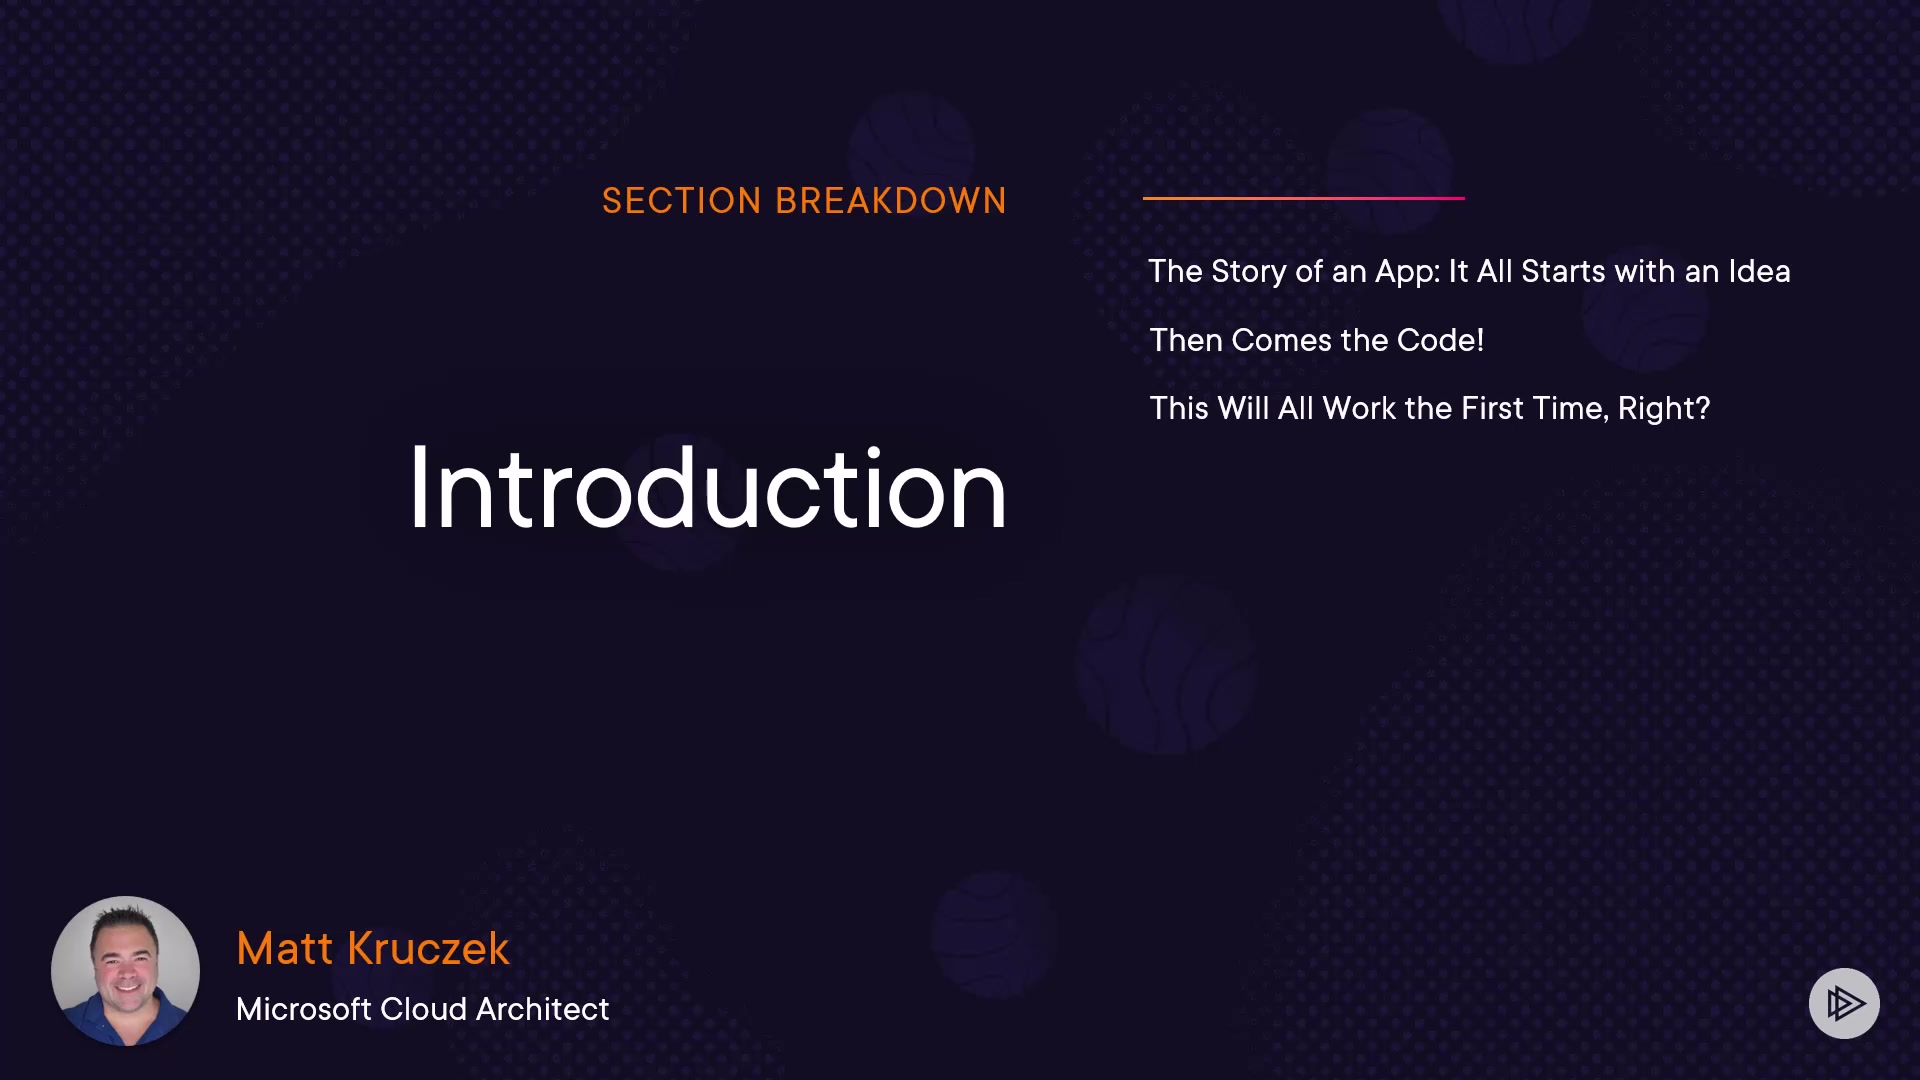 SECTION BREAKDOWN
Introduction
The Story of an App: It All Starts with an Idea
Then Comes the Code!
This Will All Work the First Time, Right?
Matt Kruczek
Microsoft Cloud Architect